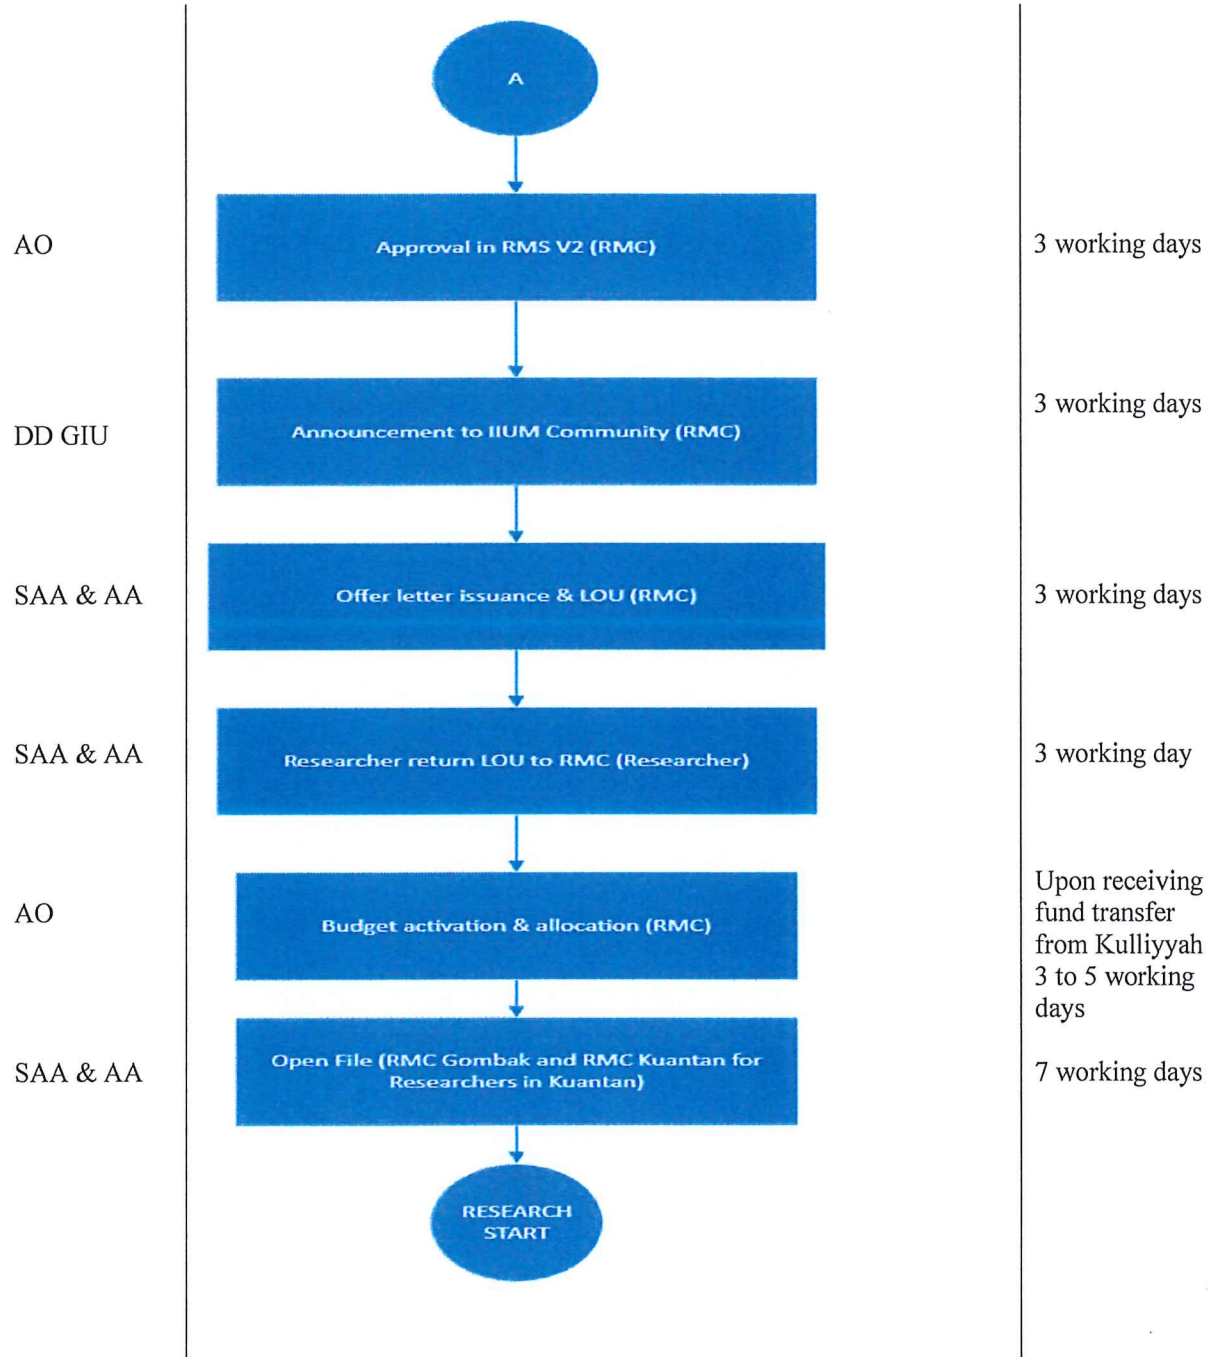 A
AO
Approval in RMS V2 (RMC)
3 working days
DD GIU
Announcement to IIUM Community (RMC)
3 working days
SAA & AA
Offer letter issuance & LOU (RMC)
3 working days
SAA & AA
Researcher return LOU to RMC (Researcher)
3 working day
AO
Budget activation & allocation (RMC)
Upon receiving
fund transfer
from Kulliyyah
3 to 5 working
days
SAA & AA
Open File (RMC Gombak and RMC Kuantan for
Researchers in Kuantan)
7 working days
RESEARCH
START